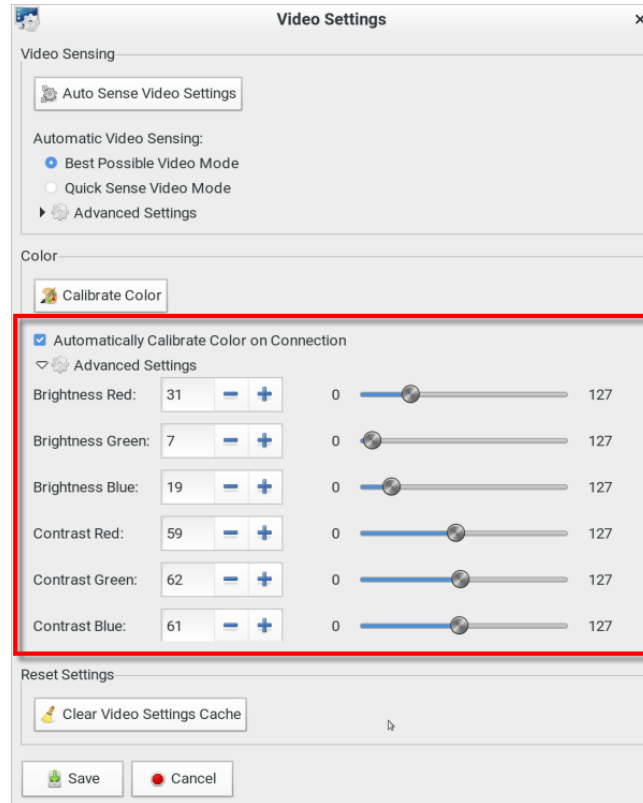 Video Settings
Video Sensing
Auto Sense Video Settings
Automatic Video Sensing:
Best Possible Video Mode
Quick Sense Video Mode
Advanced Settings
Color
Calibrate Color
Automatically Calibrate Color on Connection
Advanced Settings
Brightness Red: 31 0 127
Brightness Green: 7 0 127
Brightness Blue: 19 0 127
Contrast Red: 59 0 127
Contrast Green: 62 0 127
Contrast Blue: 61 0 127
Reset Settings
Clear Video Settings Cache
Save Cancel